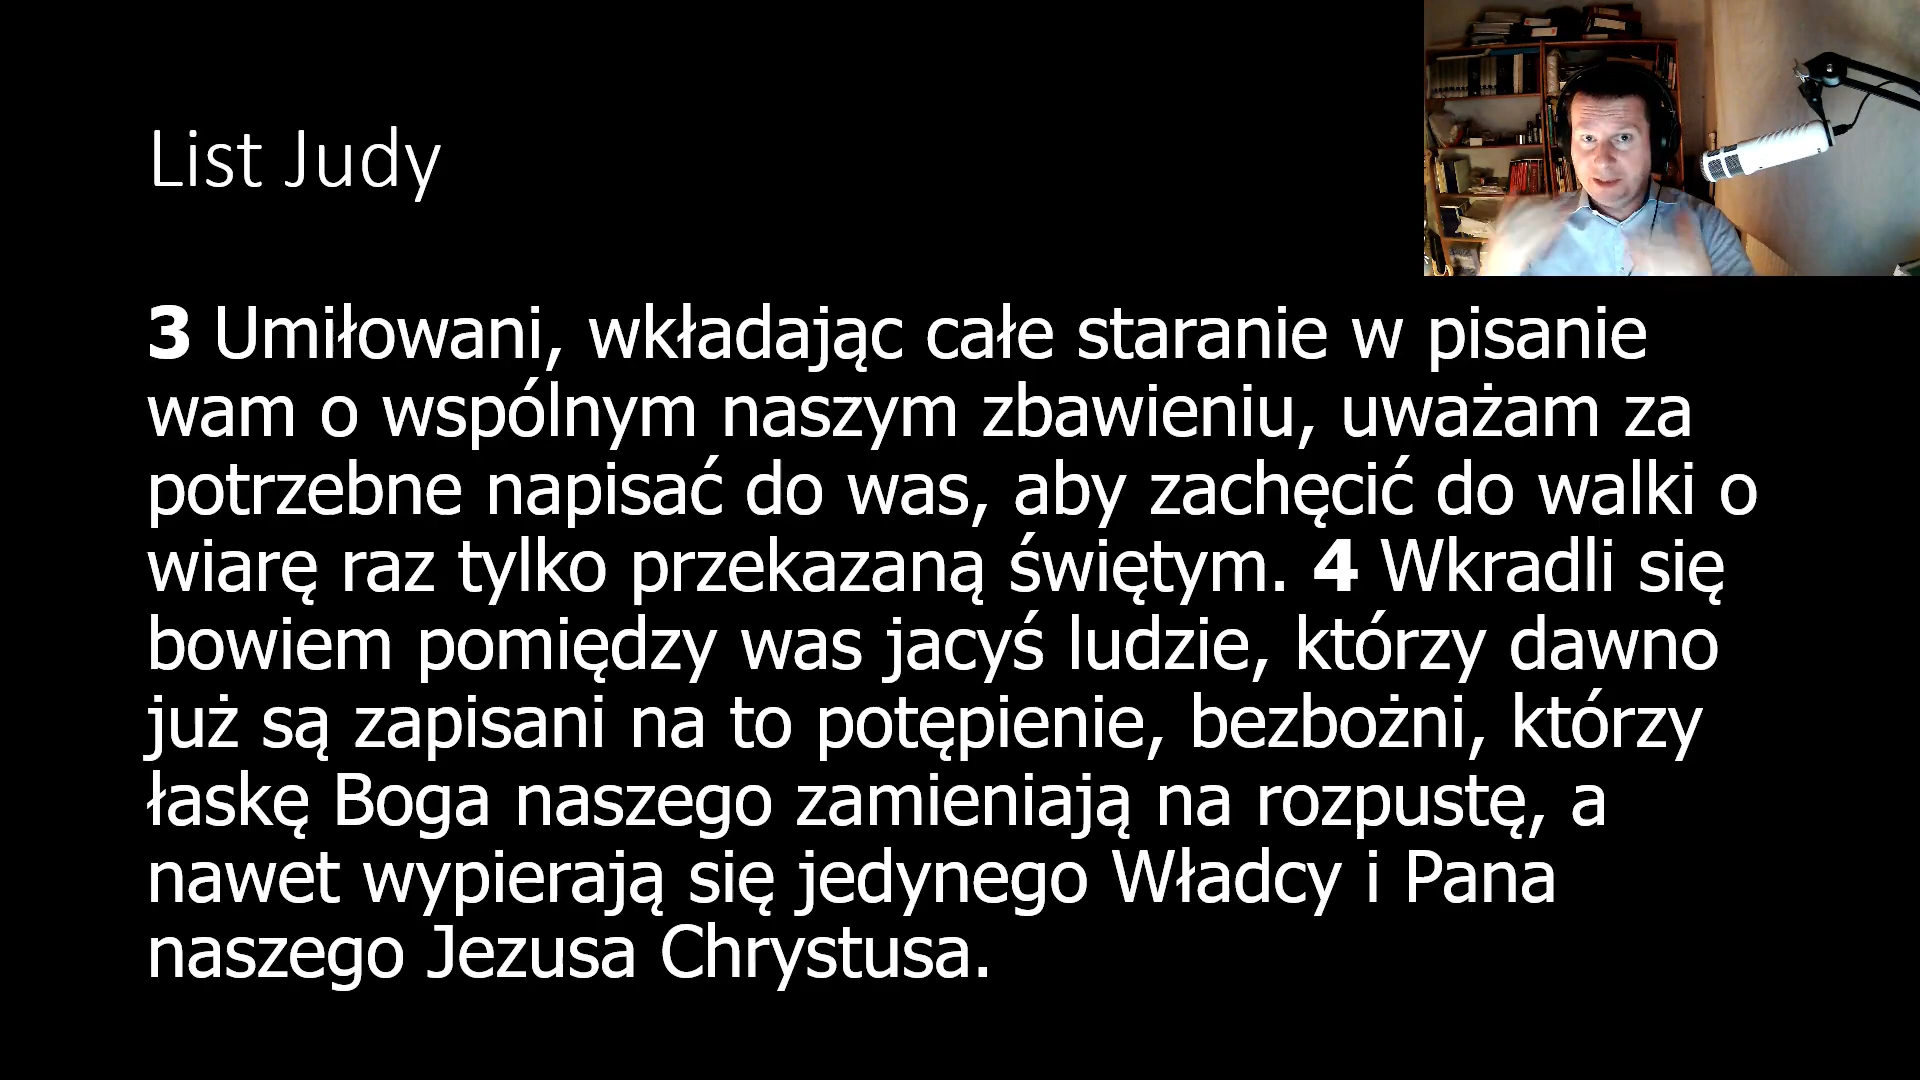 List Judy
3 Umiłowani, wkładając całe staranie w pisanie
wam o wspólnym naszym zbawieniu, uważam za
potrzebne napisać do was, aby zachęcić do walki o
wiarę raz tylko przekazaną świętym. 4 Wkradli się
bowiem pomiędzy was jacyś ludzie, którzy dawno
już są zapisani na to potępienie, bezbożni, którzy
łaskę Boga naszego zamieniają na rozpustę, a
nawet wypierają się jedynego Władcy i Pana
naszego Jezusa Chrystusa.